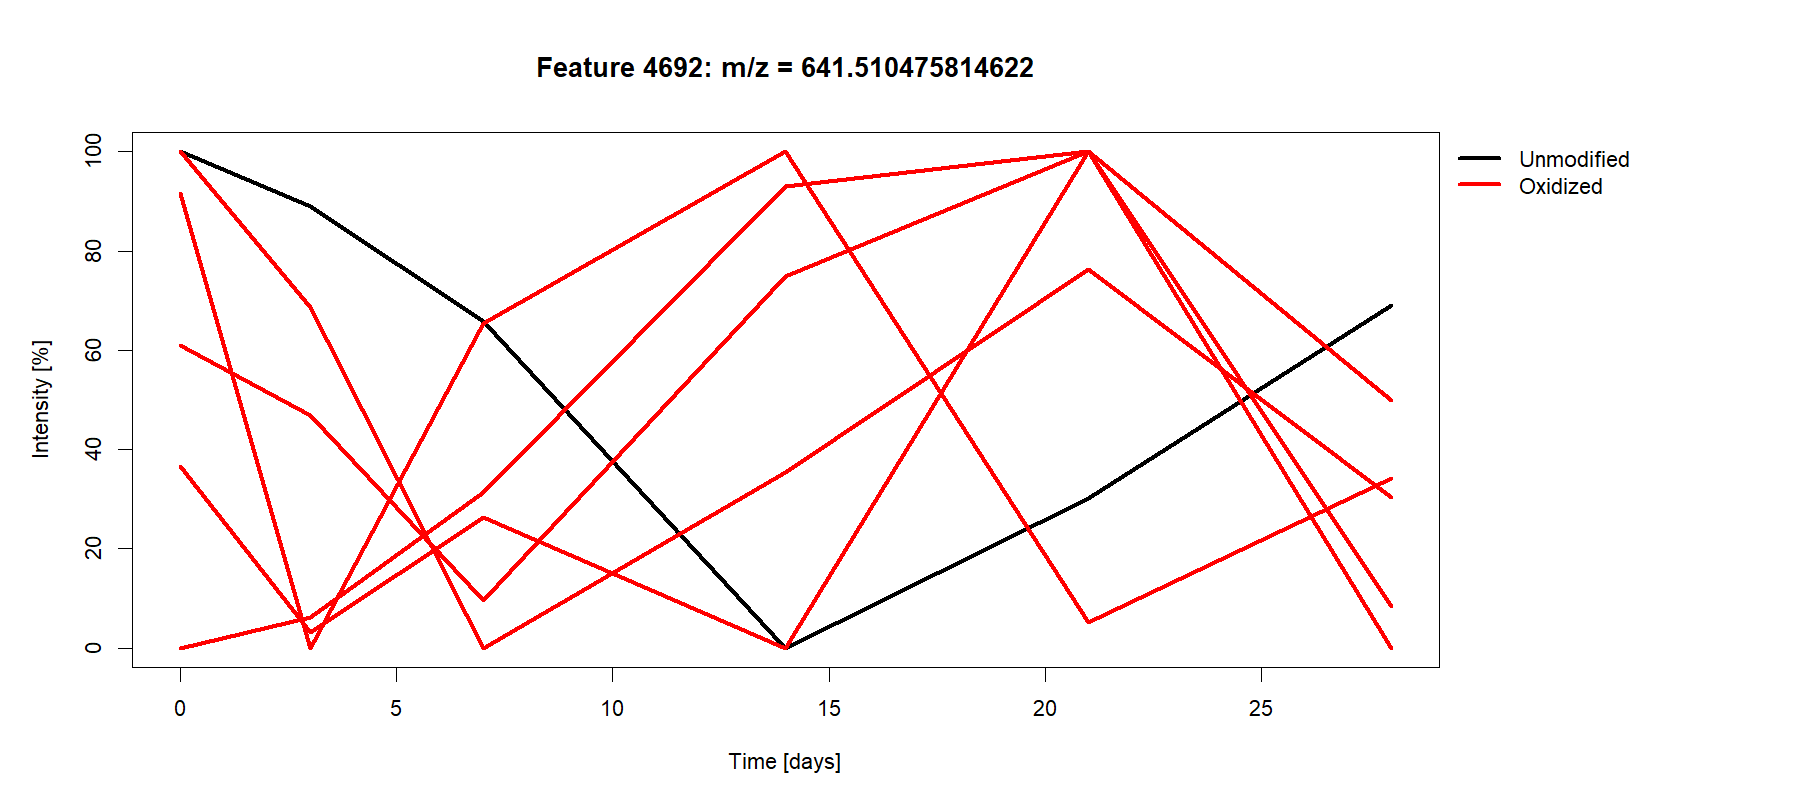 Feature 4692: m/z = 641.510475814622
Unmodified
Oxidized
Intensity [%]
100
80
60
40
20
0
0 5 10 15 20 25
Time [days]